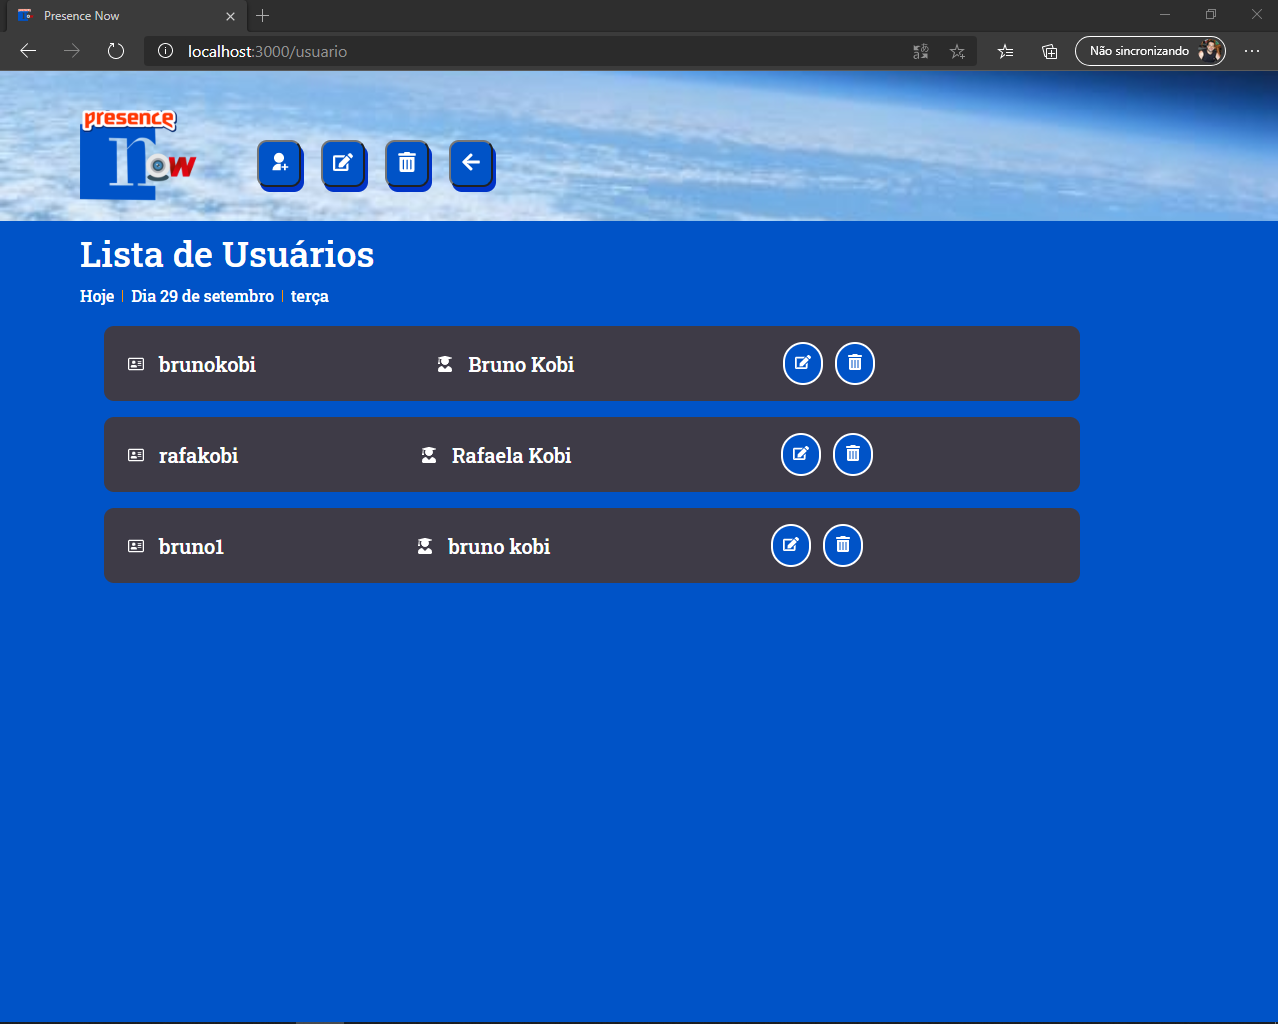 Presence Now
localhost:3000/usuario
Não sincronizando
presence
now
Lista de Usuários
Hoje | Dia 29 de setembro | terça
brunokobi Bruno Kobi
rafakobi Rafaela Kobi
bruno1 bruno kobi